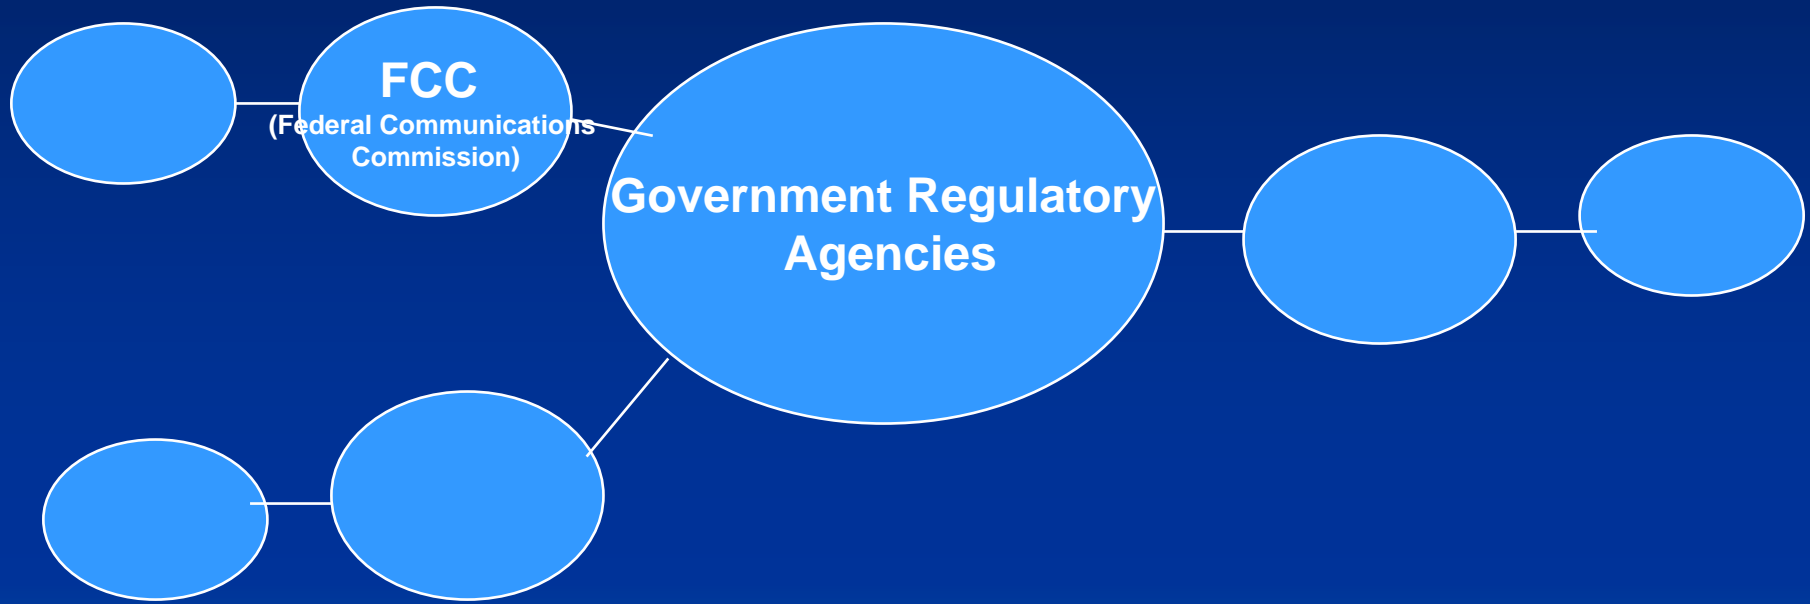 FCC
(Federal Communications
Commission)
Government Regulatory
Agencies